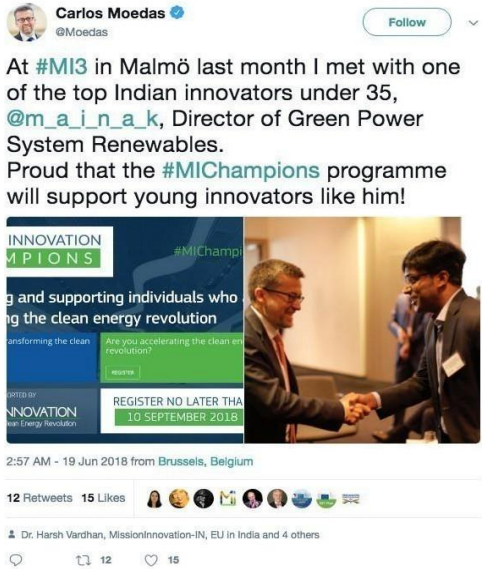 Carlos Moedas
@Moedas
Follow
At #MI3 in Malmö last month I met with one
of the top Indian innovators under 35,
@m_a_i_n_a_k, Director of Green Power
System Renewables.
Proud that the #MIChampions programme
will support young innovators like him!
INNOVATION
MPIONS
#MIChampi
g and supporting individuals who
ng the clean energy revolution
ansforming the clean
Are you accelerating the clean en
revolution?
REGISTER
ORTED BY
NNOVATION
lean Energy Revolution
REGISTER NO LATER THA
10 SEPTEMBER 2018
2:57 AM - 19 Jun 2018 from Brussels, Belgium
12 Retweets 15 Likes
Dr. Harsh Vardhan, MissionInnovation-IN, EU in India and 4 others
12 15